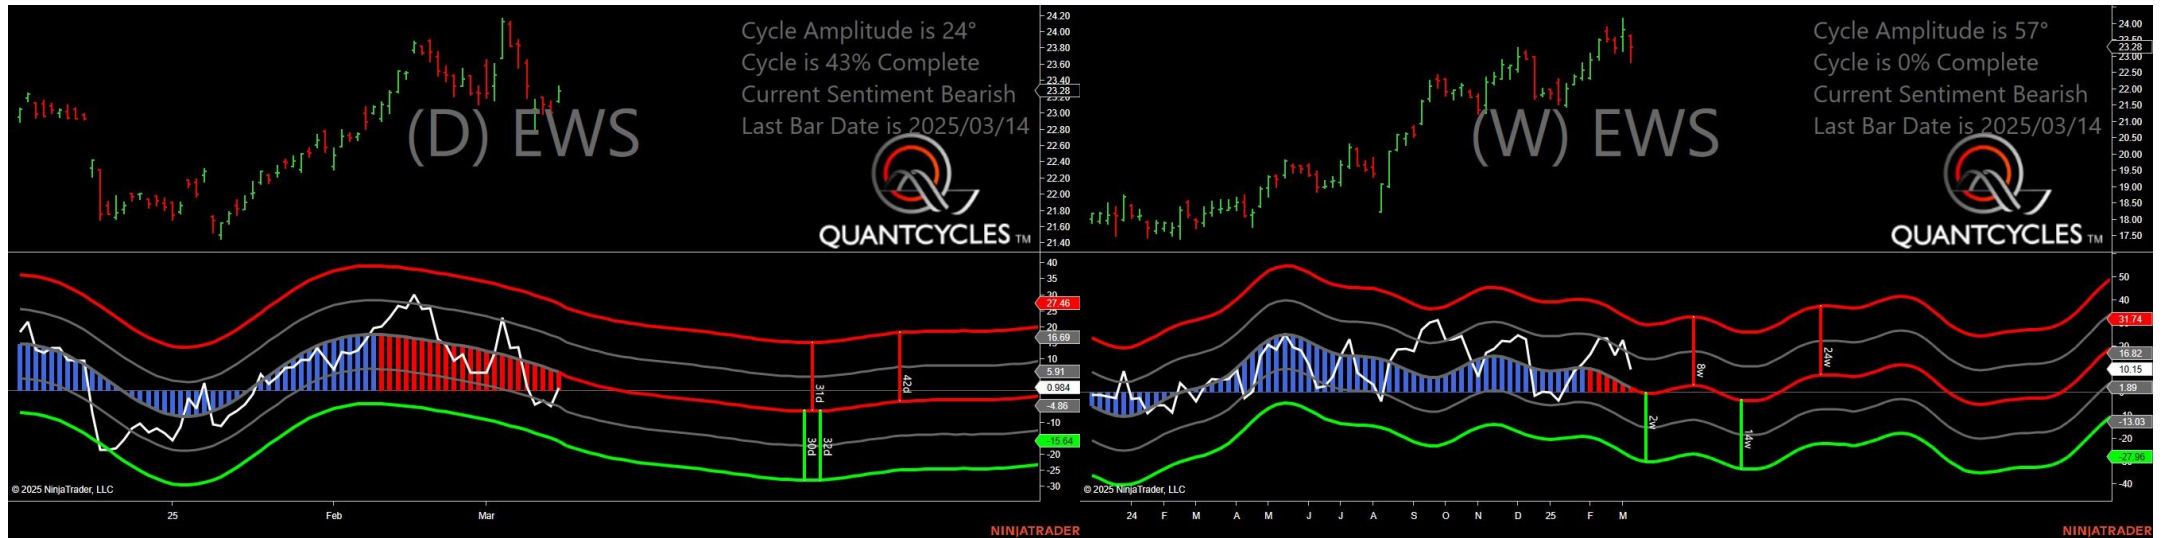 Cycle Amplitude is 24°
Cycle is 43% Complete
Current Sentiment Bearish
Last Bar Date is 2025/03/14
(D) EWS
QUANTCYCLES TM
24.20
24.00
23.80
23.60
23.40
23.28
23.20
23.00
22.80
22.60
22.40
22.20
22.00
21.80
21.60
21.40
40
35
30
27.46
25
20
16.69
10
5.91
0.984
-4.86
-10
-15.64
-20
-25
-30
31d
42d
30d
32d
© 2025 NinjaTrader, LLC
25
Feb
Mar
NINJATRADER
Cycle Amplitude is 57°
Cycle is 0% Complete
Current Sentiment Bearish
Last Bar Date is 2025/03/14
(W) EWS
QUANTCYCLES TM
24.00
23.50
23.28
23.00
22.50
22.00
21.50
21.00
20.50
20.00
19.50
19.00
18.50
18.00
17.50
50
40
31.74
20
16.82
10.15
1.89
-10
-13.03
-20
-27.96
-40
8w
24w
2w
14w
© 2025 NinjaTrader, LLC
24
F
M
A
M
J
J
A
S
O
N
D
25
F
M
NINJATRADER